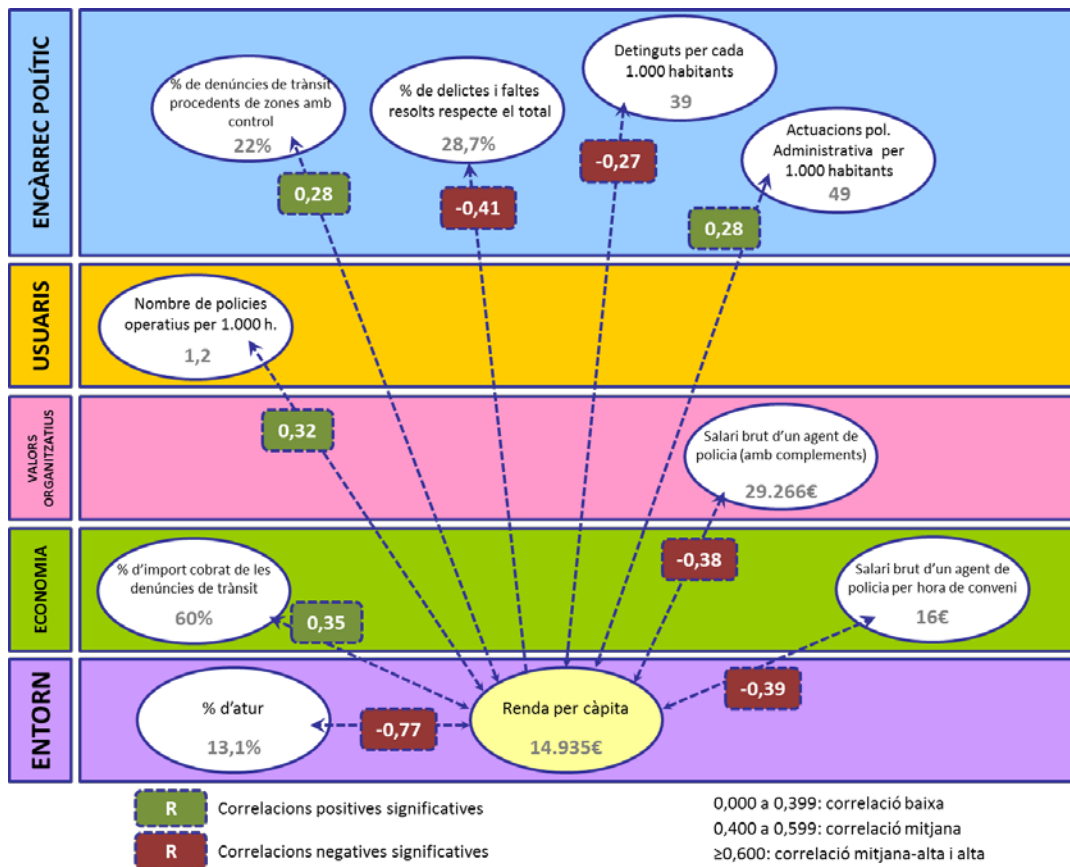 ENCÀRREC POLÍTIC
% de denúncies de trànsit
procedents de zones amb
control
22%
0,28
% de delictes i faltes
resolts respecte el total
28,7%
-0,41
Detinguts per cada
1.000 habitants
39
-0,27
Actuacions pol.
Administrativa per
1.000 habitants
49
0,28
USUARIS
Nombre de policies
operatius per 1.000 h.
1,2
0,32
VALORS
ORGANITZATIUS
Salari brut d'un agent de
policia (amb complements)
29.266€
-0,38
ECONOMIA
% d'import cobrat de les
denúncies de trànsit
60%
0,35
Salari brut d'un agent de
policia per hora de conveni
16€
-0,39
ENTORN
% d'atur
13,1%
-0,77
Renda per càpita
14.935€
R Correlacions positives significatives
R Correlacions negatives significatives
0,000 a 0,399: correlació baixa
0,400 a 0,599: correlació mitjana
≥0,600: correlació mitjana-alta i alta